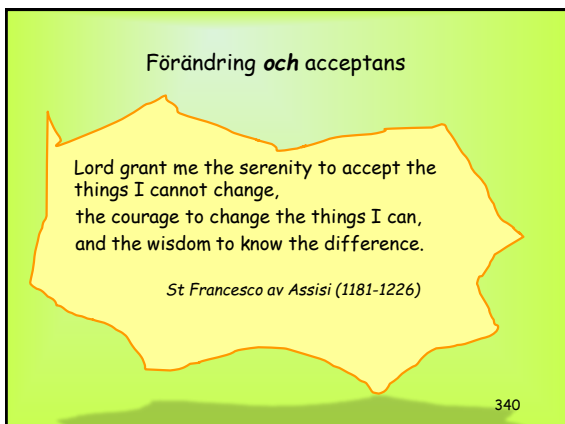 Förändring och acceptans
Lord grant me the serenity to accept the
things I cannot change,
the courage to change the things I can,
and the wisdom to know the difference.
St Francesco av Assisi (1181-1226)
340